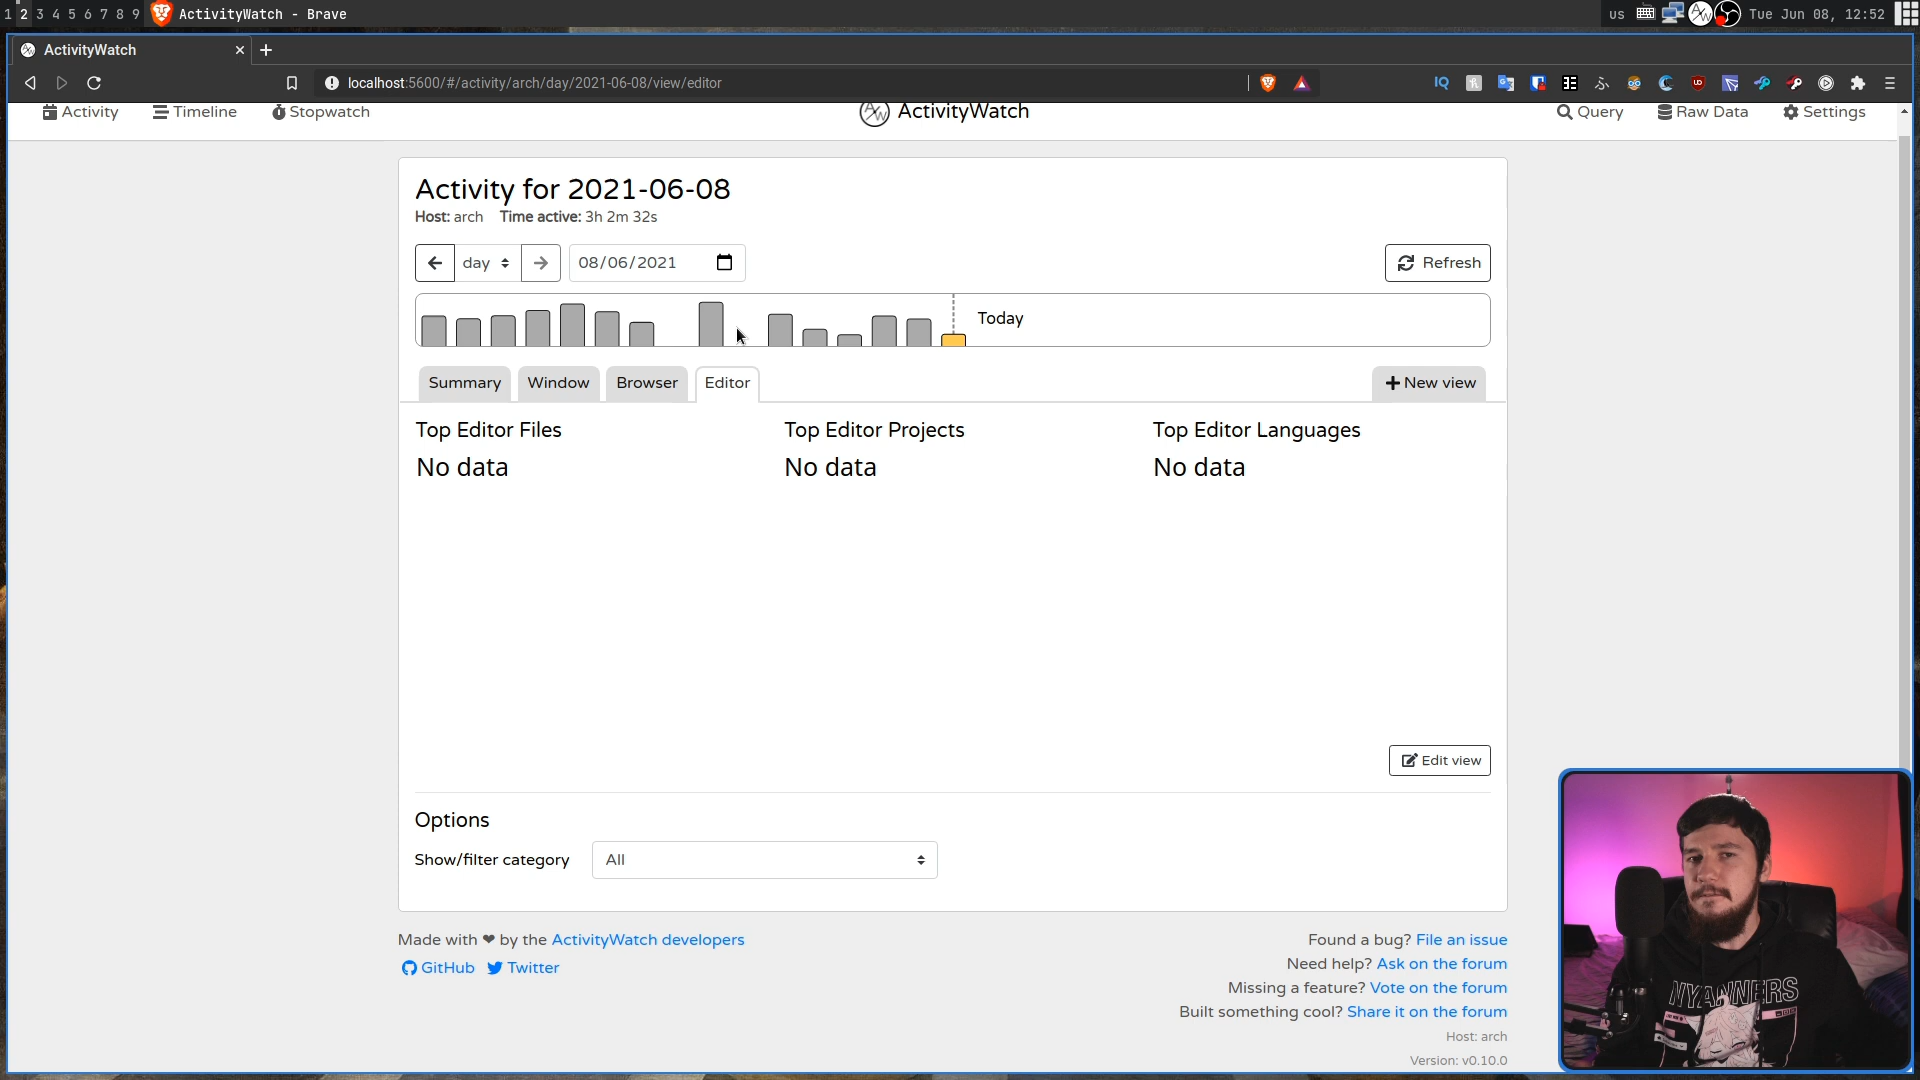 1 2 3 4 5 6 7 8 9 ActivityWatch - Brave
us Tue Jun 08, 12:52
ActivityWatch
localhost:5600/#/activity/arch/day/2021-06-08/view/editor
Activity Timeline Stopwatch
ActivityWatch
Query Raw Data Settings
Activity for 2021-06-08
Host: arch Time active: 3h 2m 32s
day 08/06/2021 Refresh
Today
Summary Window Browser Editor New view
Top Editor Files Top Editor Projects Top Editor Languages
No data No data No data
Edit view
Options
Show/filter category All
Made with ❤ by the ActivityWatch developers
GitHub Twitter
Found a bug? File an issue
Need help? Ask on the forum
Missing a feature? Vote on the forum
Built something cool? Share it on the forum
Host: arch
Version: v0.10.0
NYANNERS